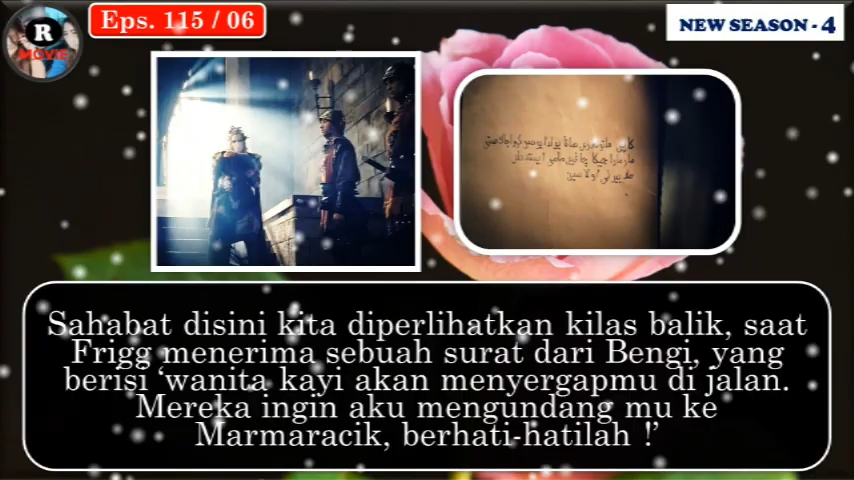 R
MOVIE
Eps. 115 / 06
NEW SEASON - 4
Sahabat disini kita diperlihatkan kilas balik, saat
Frigg menerima sebuah surat dari Bengi, yang
berisi ‘wanita kayi akan menyergapmu di jalan.
Mereka ingin aku mengundang mu ke
Marmaracik, berhati-hatilah !’